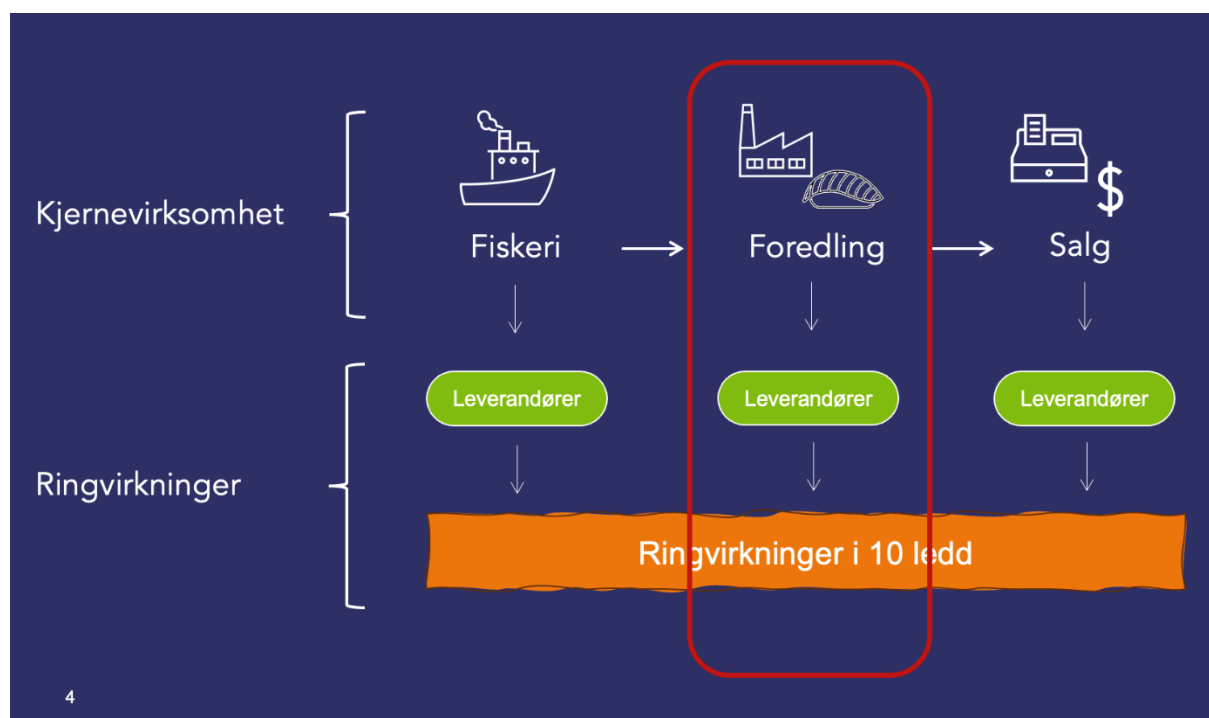 Kjernevirksomhet
$
Fiskeri
Foredling
Salg
Leverandører
Leverandører
Leverandører
Ringvirkninger
Ringvirkninger i 10 ledd
4